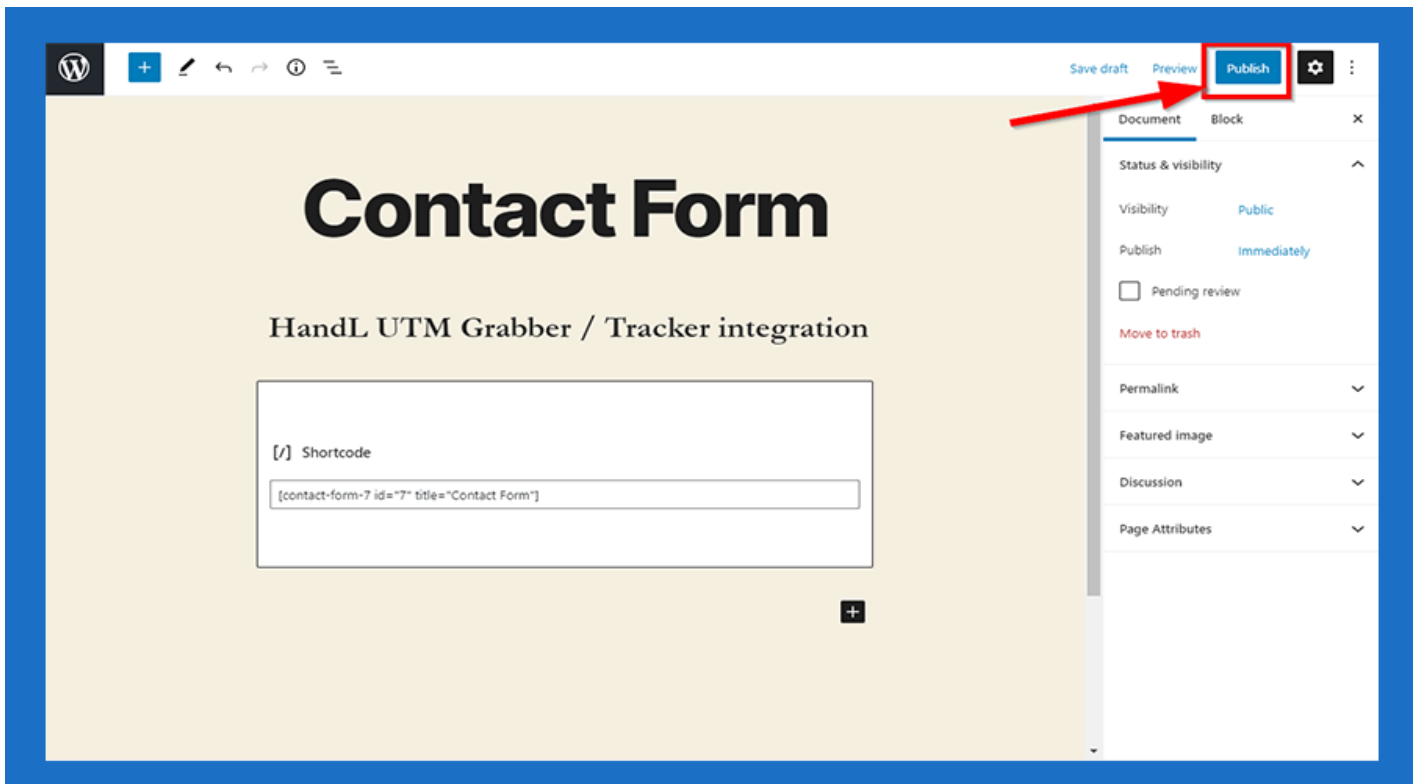 Save draft Preview Publish
Document Block
Status & visibility
Contact Form
Visibility Public
Publish Immediately
Pending review
HandL UTM Grabber / Tracker integration
Move to trash
Permalink
Featured image
[/] Shortcode
Discussion
[contact-form-7 id="7" title="Contact Form"]
Page Attributes